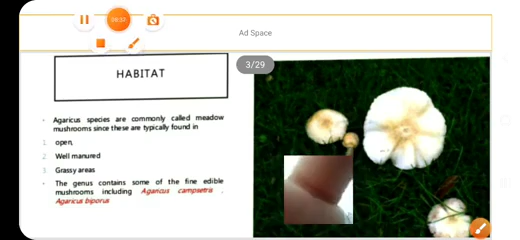 00:53
Ad Space
3/29
HABITAT
Agaricus species are commonly called meadow
mushrooms since these are typically found in
1. open,
2. Well manured
3. Grassy areas
- The genus contains some of the fine edible
mushrooms including Agaricus campsetris ,
Agaricus biporus